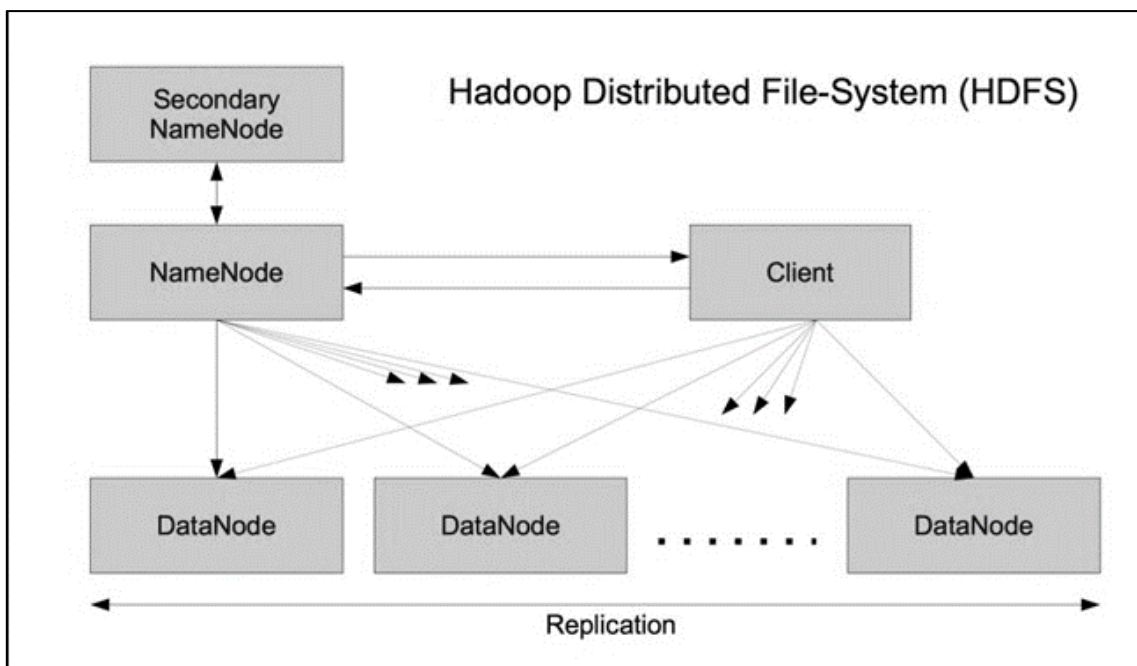 Hadoop Distributed File-System (HDFS)
Secondary
NameNode
NameNode
Client
DataNode
DataNode
DataNode
Replication